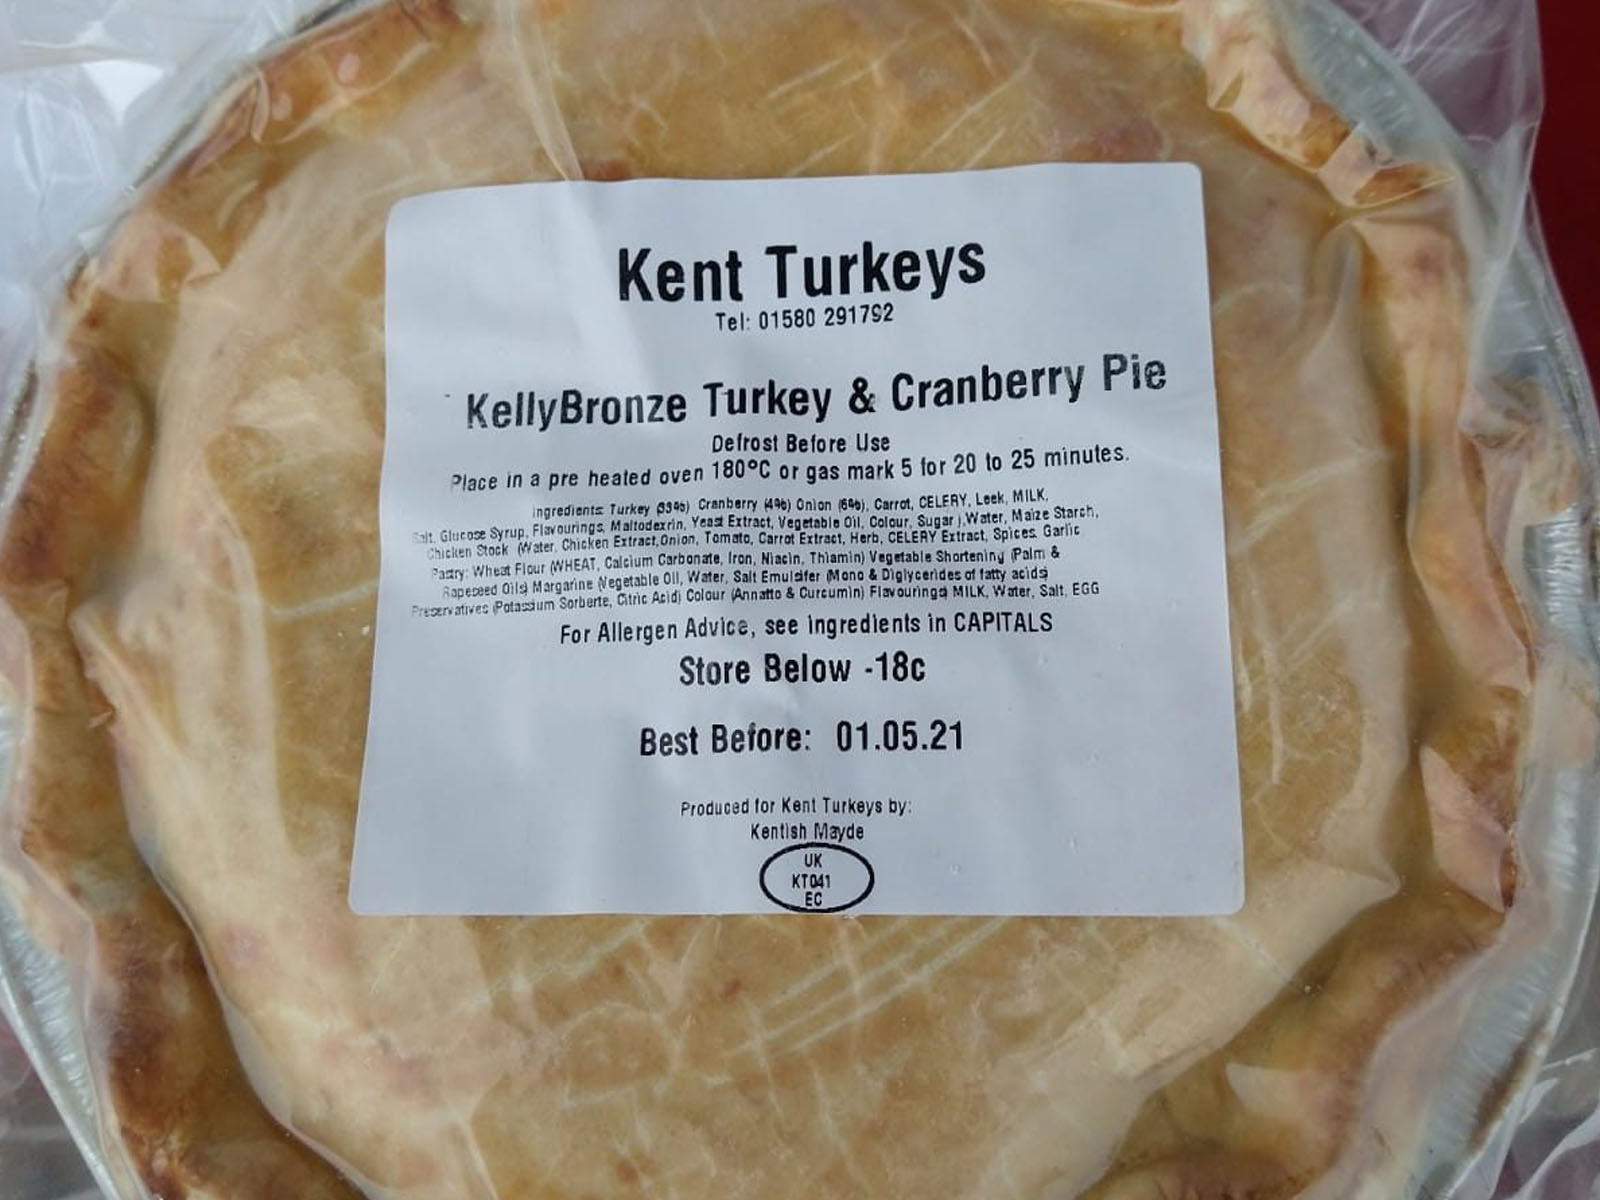 Kent Turkeys
Tel: 01580 291792
KellyBronze Turkey & Cranberry Pie
Defrost Before Use
Place in a pre heated oven 180°C or gas mark 5 for 20 to 25 minutes.
Ingredients: Turkey (39%) Cranberry (4%) Onion (6%), Carrot, CELERY, Leek, MILK,
Salt, Glucose Syrup, Flavourings, Maltodexrin, Yeast Extract, Vegetable Oil, Colour, Sugar ), Water, Maize Starch,
Chicken Stock (Water, Chicken Extract, Onion, Tomato, Carrot Extract, Herb, CELERY Extract, Spices, Garlic
Pastry: Wheat Flour (WHEAT, Calcium Carbonate, Iron, Niacin, Thiamin) Vegetable Shortening (Palm &
Rapeseed Oils) Margarine (Vegetable Oil, Water, Salt Emulsifer (Mono & Diglycerides of fatty acids)
Preservatives (Potassium Sorberte, Citric Acid) Colour (Annatto & Curcumin) Flavourings) MILK, Water, Salt, EGG
For Allergen Advice, see ingredients in CAPITALS
Store Below -18c
Best Before: 01.05.21
Produced for Kent Turkeys by:
Kentish Mayde
UK
KT041
EC